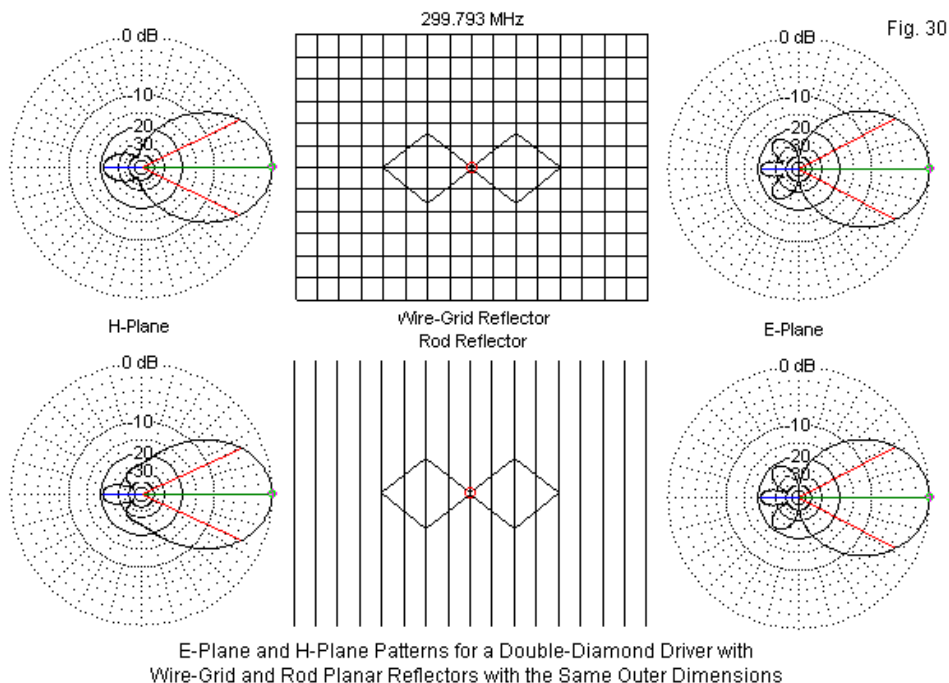 299.793 MHz
Fig. 30
0 dB
-10
-20
-30
0 dB
-10
-20
-30
H-Plane
Wire-Grid Reflector
Rod Reflector
E-Plane
0 dB
-10
-20
-30
0 dB
-10
-20
-30
E-Plane and H-Plane Patterns for a Double-Diamond Driver with
Wire-Grid and Rod Planar Reflectors with the Same Outer Dimensions